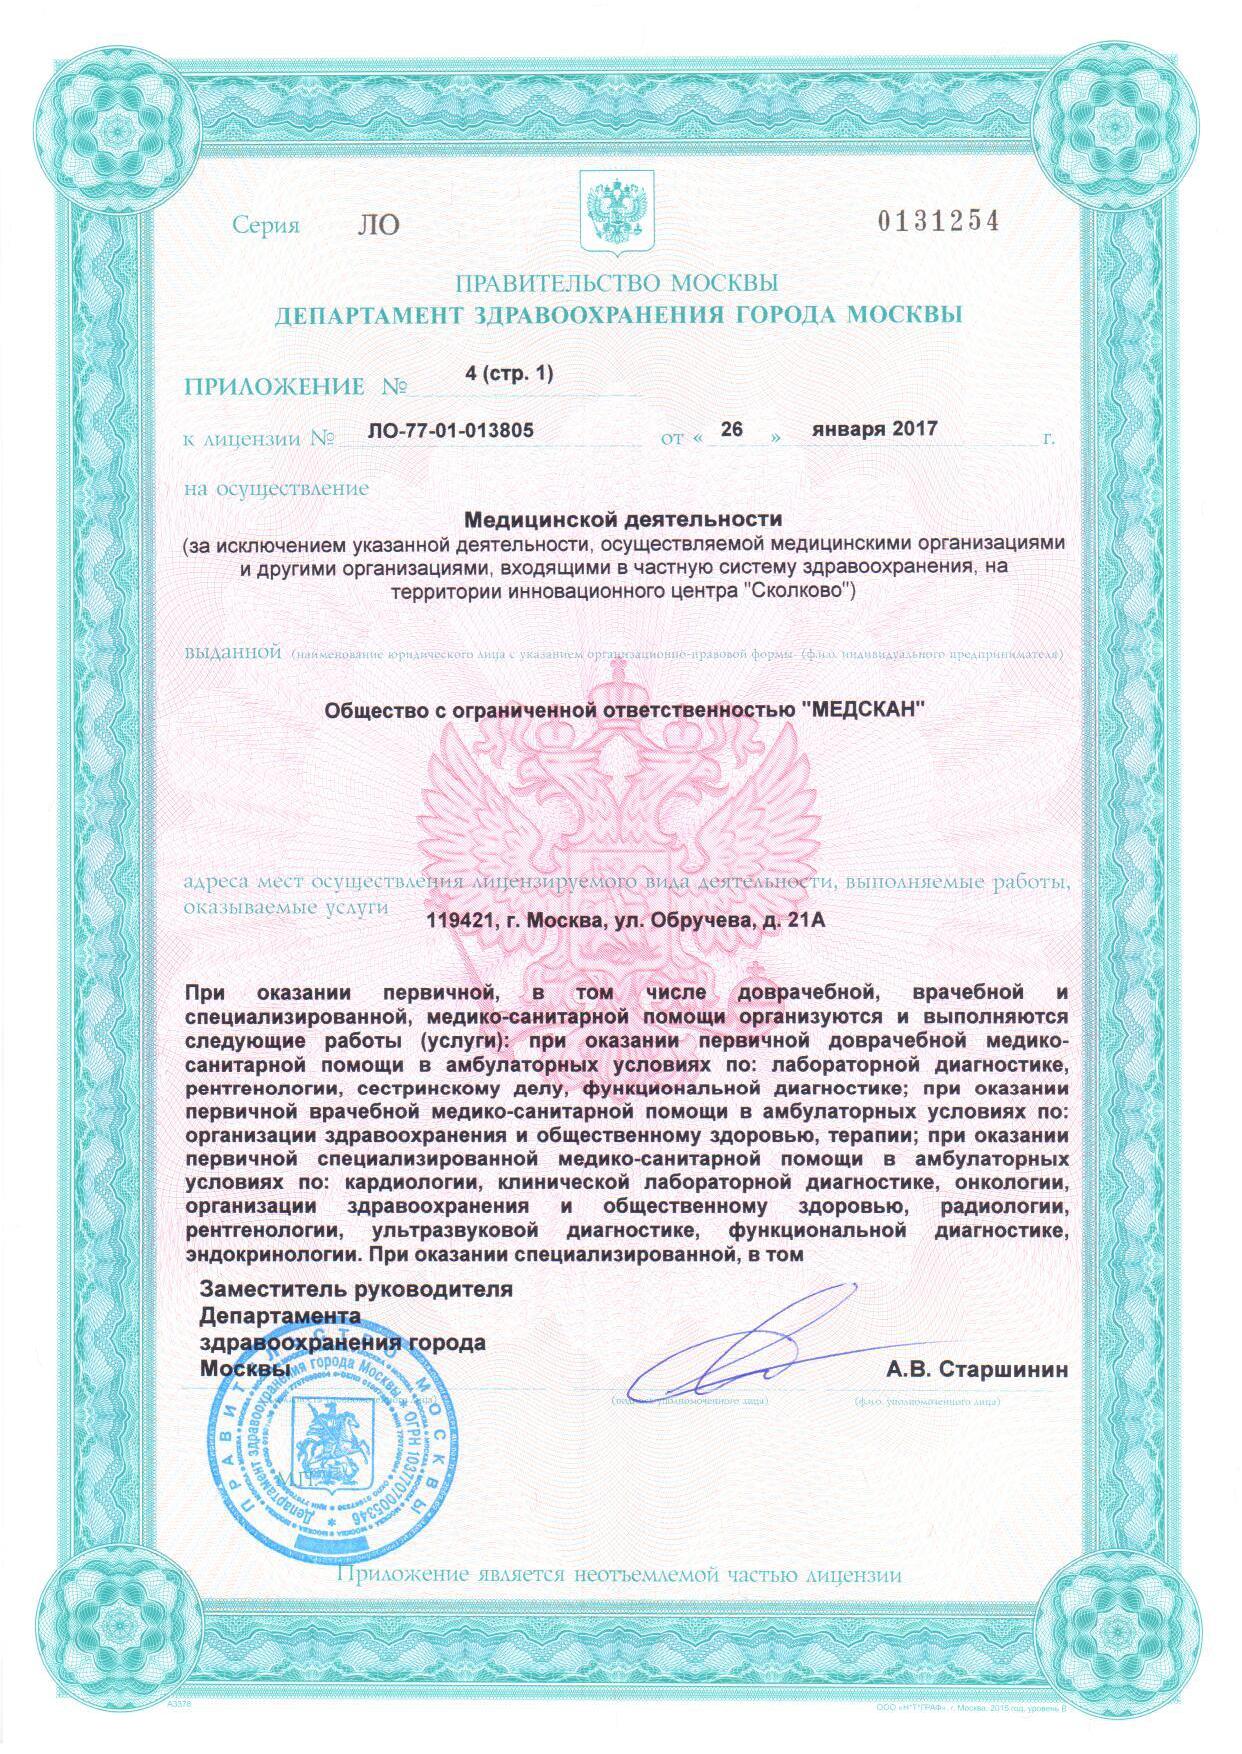 Серия ЛО 0131254
ПРАВИТЕЛЬСТВО МОСКВЫ
ДЕПАРТАМЕНТ ЗДРАВООХРАНЕНИЯ ГОРОДА МОСКВЫ
ПРИЛОЖЕНИЕ № 4 (стр. 1)
к лицензии № ЛО-77-01-013805 от « 26 » января 2017 г.
на осуществление
Медицинской деятельности
(за исключением указанной деятельности, осуществляемой медицинскими организациями
и другими организациями, входящими в частную систему здравоохранения, на
территории инновационного центра "Сколково")
выданной (наименование юридического лица с указанием организационно-правовой формы (ф.и.о. индивидуального предпринимателя)
Общество с ограниченной ответственностью "МЕДСКАН"
адреса мест осуществления лицензируемого вида деятельности, выполняемые работы,
оказываемые услуги
119421, г. Москва, ул. Обручева, д. 21А
При оказании первичной, в том числе доврачебной, врачебной и
специализированной, медико-санитарной помощи организуются и выполняются
следующие работы (услуги): при оказании первичной доврачебной медико-
санитарной помощи в амбулаторных условиях по: лабораторной диагностике,
рентгенологии, сестринскому делу, функциональной диагностике; при оказании
первичной врачебной медико-санитарной помощи в амбулаторных условиях по:
организации здравоохранения и общественному здоровью, терапии; при оказании
первичной специализированной медико-санитарной помощи в амбулаторных
условиях по: кардиологии, клинической лабораторной диагностике, онкологии,
организации здравоохранения и общественному здоровью, радиологии,
рентгенологии, ультразвуковой диагностике, функциональной диагностике,
эндокринологии. При оказании специализированной, в том
Заместитель руководителя
Департамента
здравоохранения города
Москвы А.В. Старшинин
(подпись уполномоченного лица) (ф.и.о. уполномоченного лица)
ПРАВИТЕЛЬСТВО МОСКВЫ
Департамент здравоохранения города Москвы * ОГРН 1037707005346 *
М.П.
Приложение является неотъемлемой частью лицензии
А3378
ООО «Н*Т*ГРАФ», г. Москва, 2015 год, уровень В